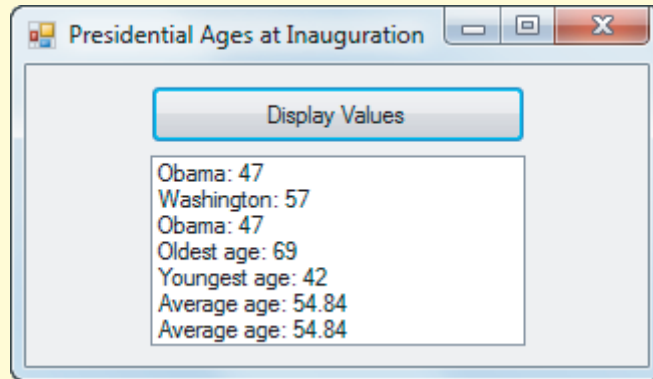 Presidential Ages at Inauguration
Display Values
Obama: 47
Washington: 57
Obama: 47
Oldest age: 69
Youngest age: 42
Average age: 54.84
Average age: 54.84